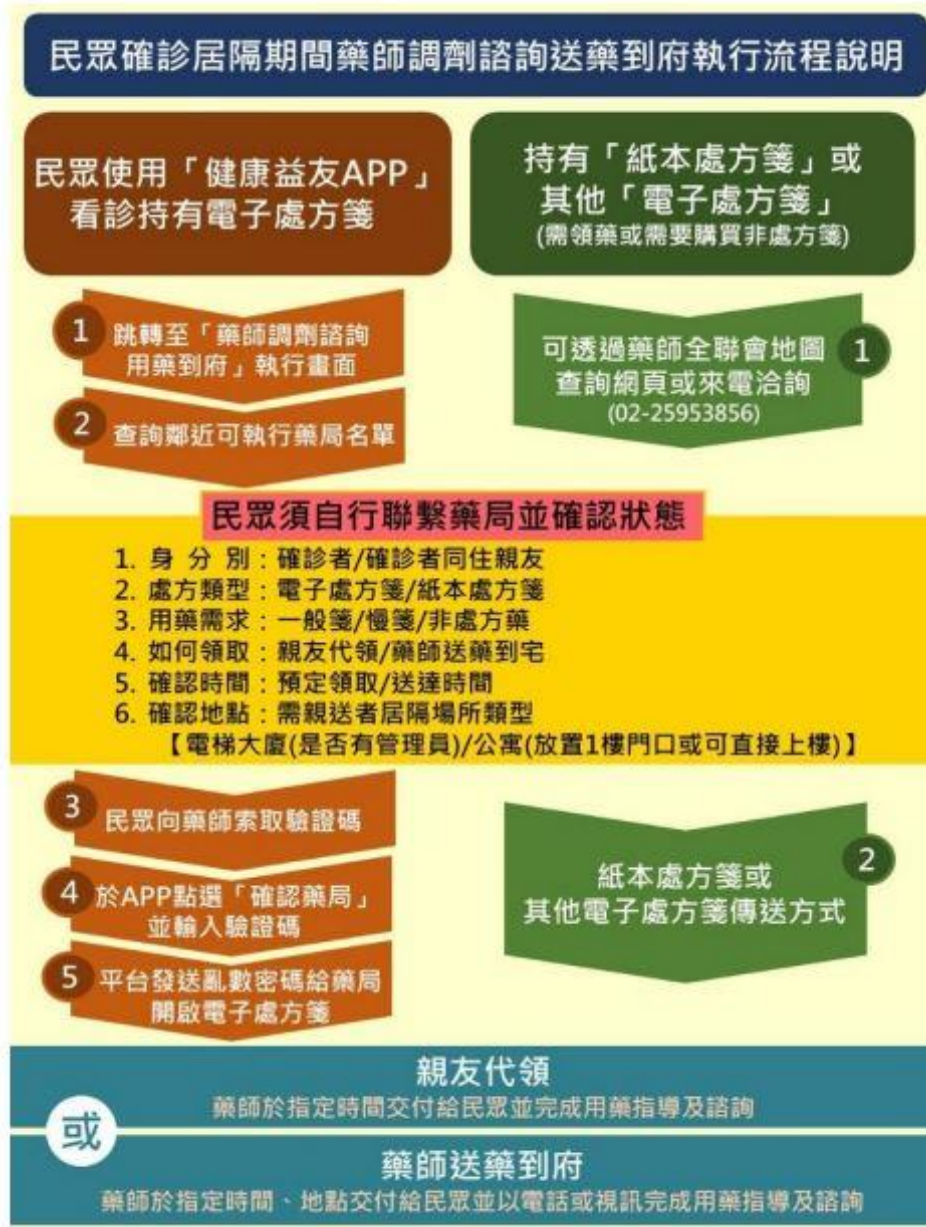 民眾確診居隔期間藥師調劑諮詢送藥到府執行流程說明
民眾使用「健康益友APP」
看診持有電子處方箋
持有「紙本處方箋」或
其他「電子處方箋」
(需領藥或需要購買非處方箋)
1
跳轉至「藥師調劑諮詢
用藥到府」執行畫面
2
查詢鄰近可執行藥局名單
可透過藥師全聯會地圖
查詢網頁或來電洽詢
(02-25953856)
1
民眾須自行聯繫藥局並確認狀態
1. 身 分 別：確診者/確診者同住親友
2. 處方類型：電子處方箋/紙本處方箋
3. 用藥需求：一般箋/慢箋/非處方藥
4. 如何領取：親友代領/藥師送藥到宅
5. 確認時間：預定領取/送達時間
6. 確認地點：需親送者居隔場所類型
【電梯大廈(是否有管理員)/公寓(放置1樓門口或可直接上樓)】
3
民眾向藥師索取驗證碼
4
於APP點選「確認藥局」
並輸入驗證碼
5
平台發送亂數密碼給藥局
開啟電子處方箋
2
紙本處方箋或
其他電子處方箋傳送方式
親友代領
藥師於指定時間交付給民眾並完成用藥指導及諮詢
或
藥師送藥到府
藥師於指定時間、地點交付給民眾並以電話或視訊完成用藥指導及諮詢